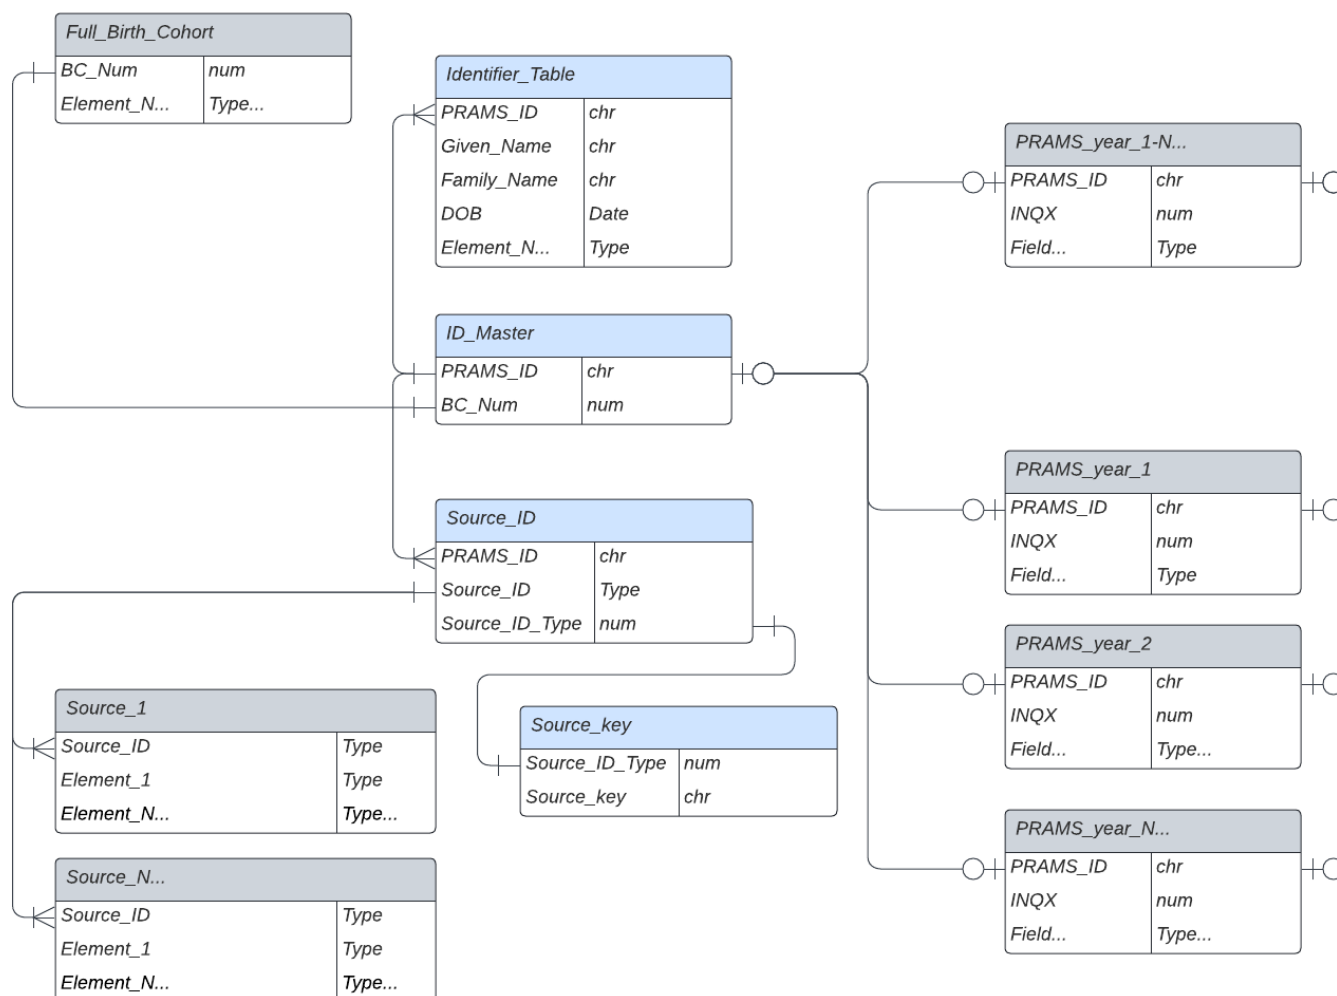 Full_Birth_Cohort
BC_Num num
Element_N... Type...
Identifier_Table
PRAMS_ID chr
Given_Name chr
Family_Name chr
DOB Date
Element_N... Type
ID_Master
PRAMS_ID chr
BC_Num num
Source_ID
PRAMS_ID chr
Source_ID Type
Source_ID_Type num
Source_key
Source_ID_Type num
Source_key chr
Source_1
Source_ID Type
Element_1 Type
Element_N... Type...
Source_N...
Source_ID Type
Element_1 Type
Element_N... Type...
PRAMS_year_1-N...
PRAMS_ID chr
INQX num
Field... Type
PRAMS_year_1
PRAMS_ID chr
INQX num
Field... Type
PRAMS_year_2
PRAMS_ID chr
INQX num
Field... Type...
PRAMS_year_N...
PRAMS_ID chr
INQX num
Field... Type...